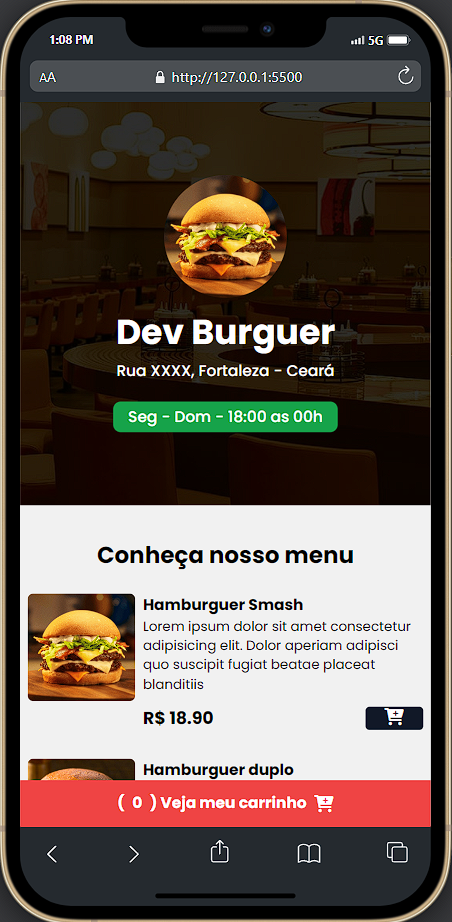 1:08 PM
5G
AA
http://127.0.0.1:5500
Dev Burguer
Rua XXXX, Fortaleza - Ceará
Seg - Dom - 18:00 as 00h
Conheça nosso menu
Hamburguer Smash
Lorem ipsum dolor sit amet consectetur
adipisicing elit. Dolor aperiam adipisci
quo suscipit fugiat beatae placeat
blanditiis
R$ 18.90
Hamburguer duplo
( 0 ) Veja meu carrinho